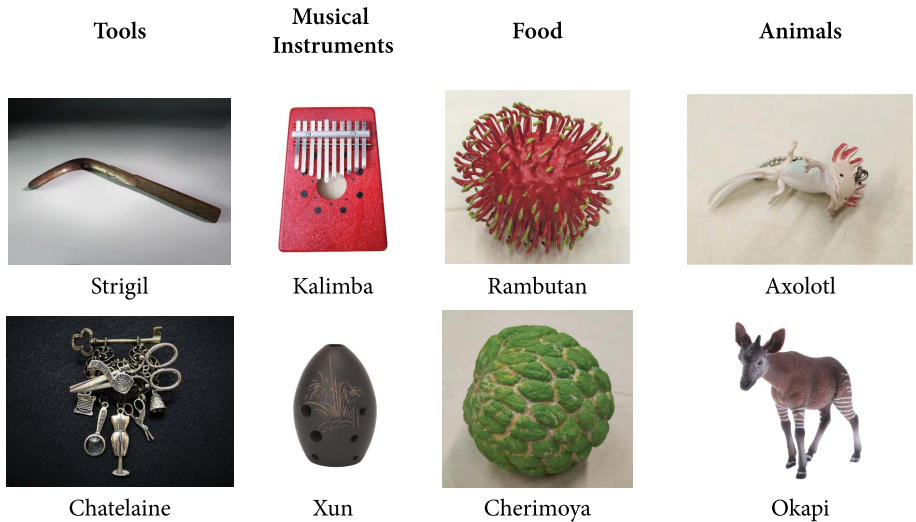 Tools
Musical
Instruments
Food
Animals
Strigil
Kalimba
Rambutan
Axolotl
Chatelaine
Xun
Cherimoya
Okapi